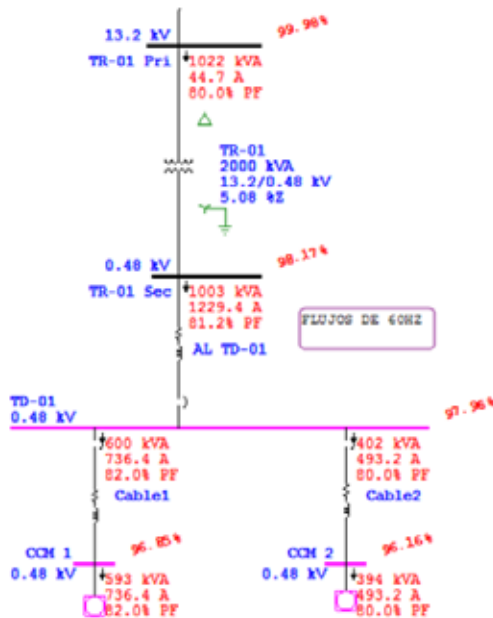 99.98%
13.2 kV
TR-01 Pri
1022 kVA
44.7 A
80.0% PF
TR-01
2000 kVA
13.2/0.48 kV
5.08 %Z
98.17%
0.48 kV
TR-01 Sec
1003 kVA
1229.4 A
81.2% PF
FLUJOS DE 60HZ
AL TD-01
TD-01
0.48 kV
97.96%
600 kVA
736.4 A
82.0% PF
402 kVA
493.2 A
80.0% PF
Cable1
Cable2
96.85%
96.16%
CCM 1
0.48 kV
CCM 2
0.48 kV
593 kVA
736.4 A
82.0% PF
394 kVA
493.2 A
80.0% PF